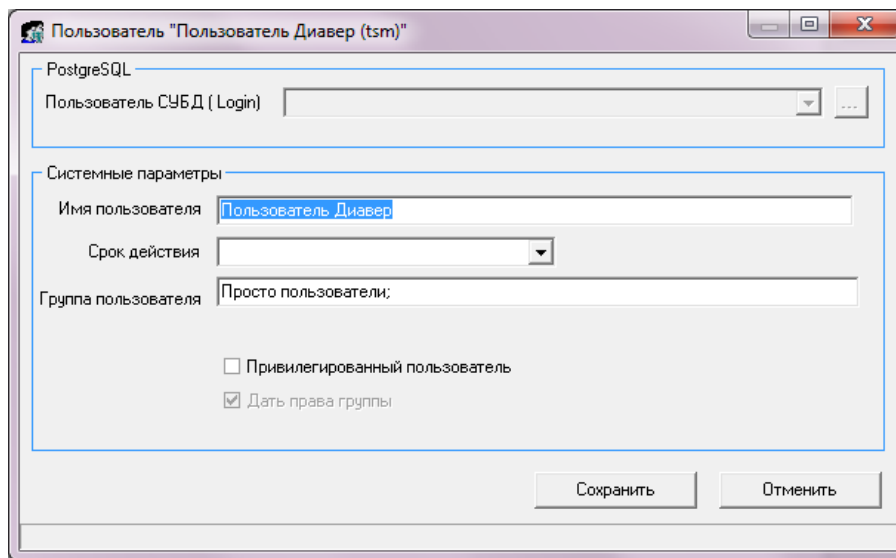 Пользователь "Пользователь Диавер (tsm)"
PostgreSQL
Пользователь СУБД ( Login)
...
Системные параметры
Имя пользователя Пользователь Диавер
Срок действия
Группа пользователя Просто пользователи;
Привилегированный пользователь
Дать права группы
Сохранить Отменить